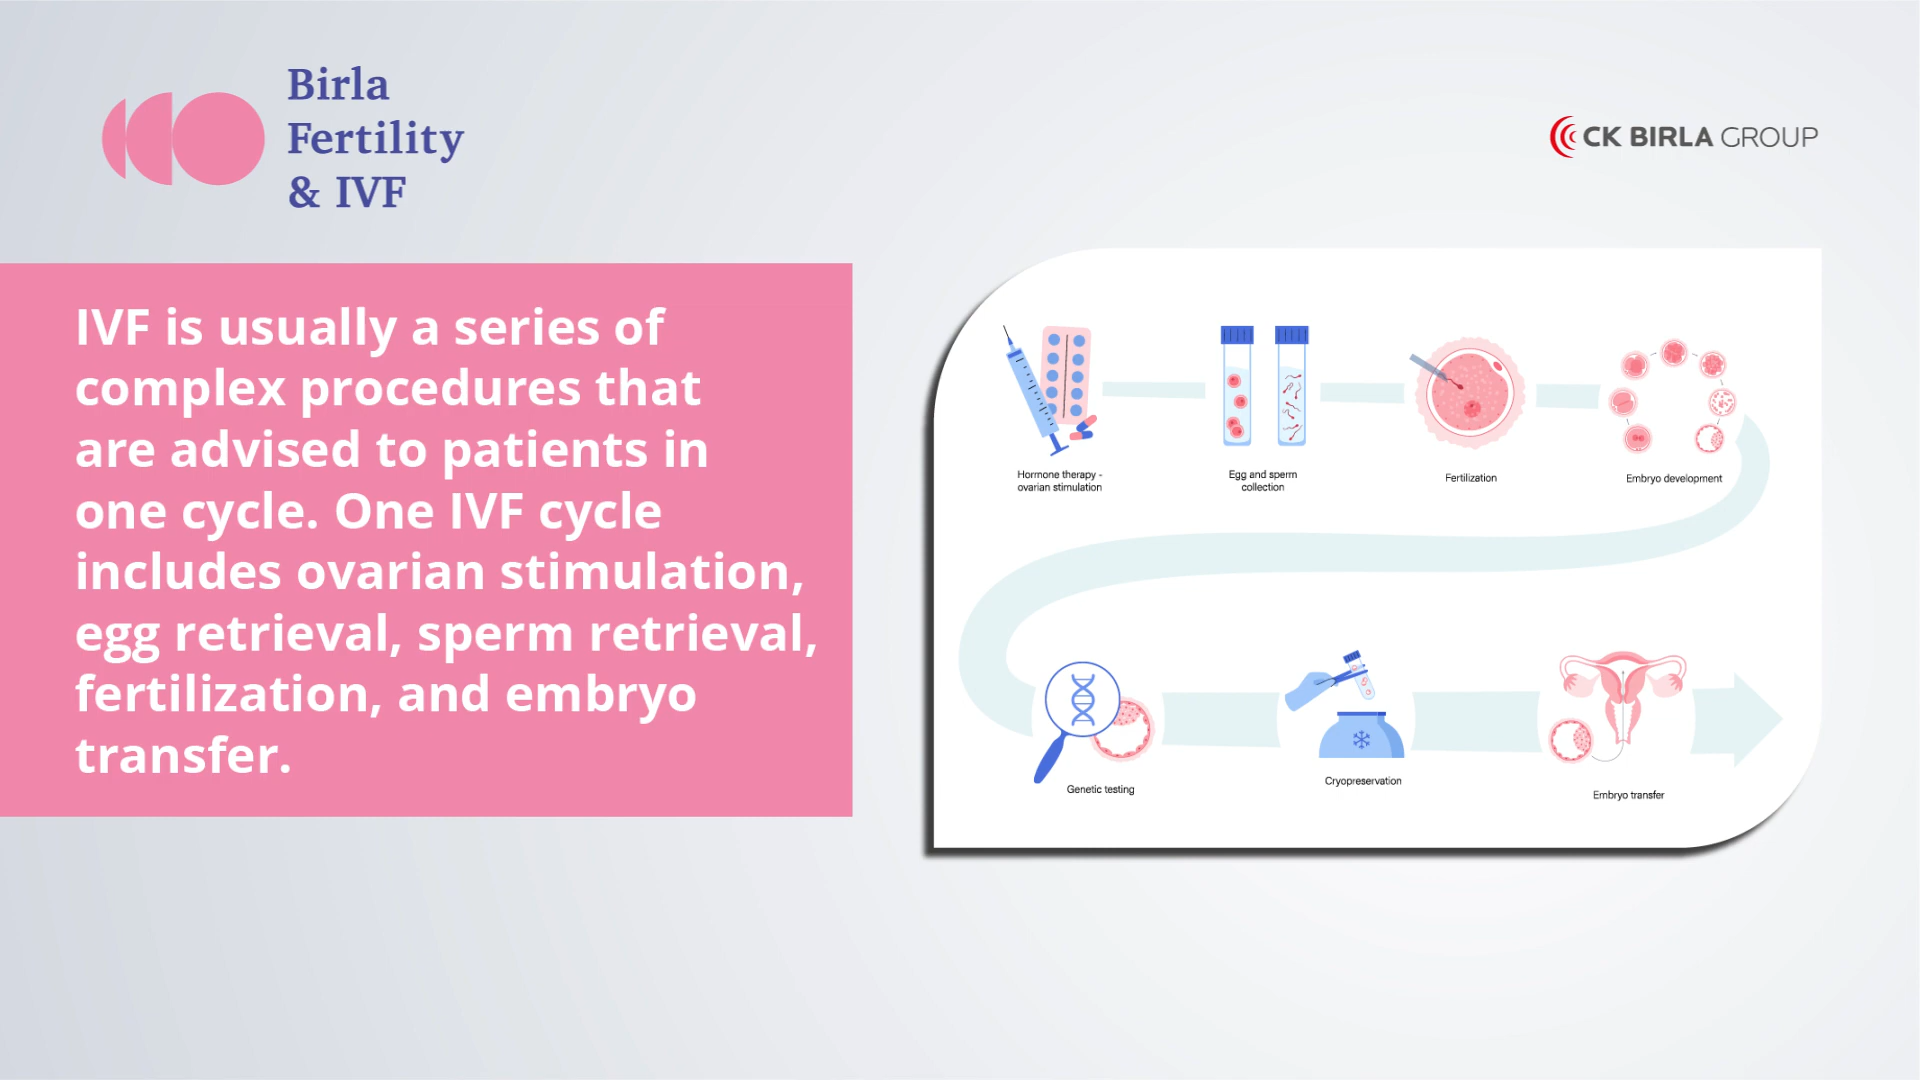 Birla
Fertility
& IVF
CK BIRLA GROUP
IVF is usually a series of
complex procedures that
are advised to patients in
one cycle. One IVF cycle
includes ovarian stimulation,
egg retrieval, sperm retrieval,
fertilization, and embryo
transfer.
Hormone therapy -
ovarian stimulation
Egg and sperm
collection
Fertilization
Embryo development
Genetic testing
Cryopreservation
Embryo transfer